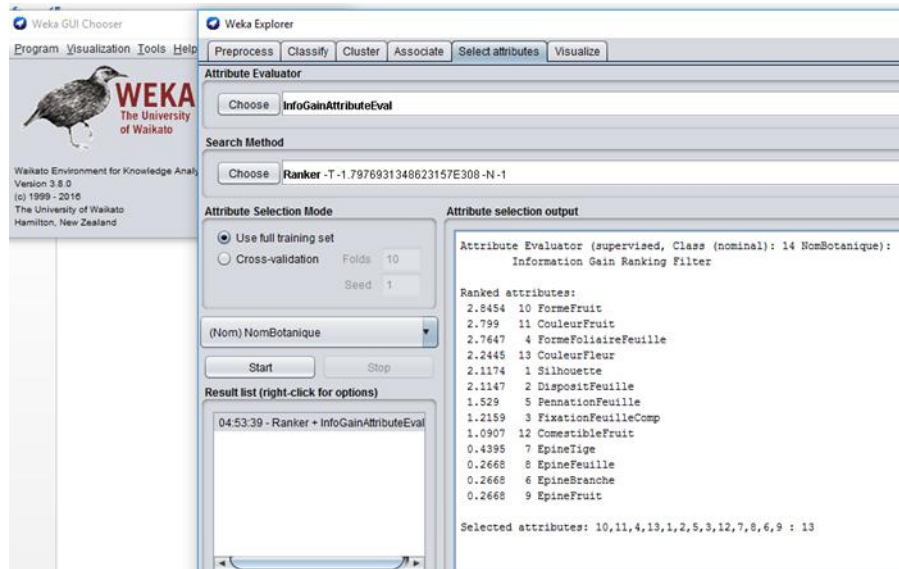 Weka GUI Chooser
Program Visualization Tools Help
WEKA
The University
of Waikato
Waikato Environment for Knowledge Analy
Version 3.8.0
(c) 1999 - 2016
The University of Waikato
Hamilton, New Zealand
Weka Explorer
Preprocess Classify Cluster Associate Select attributes Visualize
Attribute Evaluator
Choose InfoGainAttributeEval
Search Method
Choose Ranker -T -1.7976931348623157E308 -N -1
Attribute Selection Mode
Use full training set
Cross-validation Folds 10
Seed 1
(Nom) NomBotanique
Start Stop
Result list (right-click for options)
04:53:39 - Ranker + InfoGainAttributeEval
Attribute selection output
Attribute Evaluator (supervised, Class (nominal): 14 NomBotanique):
Information Gain Ranking Filter
Ranked attributes:
2.8454 10 FormeFruit
2.799 11 CouleurFruit
2.7647 4 FormeFoliaireFeuille
2.2445 13 CouleurFleur
2.1174 1 Silhouette
2.1147 2 DispositFeuille
1.529 5 PennationFeuille
1.2159 3 FixationFeuilleComp
1.0907 12 ComestibleFruit
0.4395 7 EpineTige
0.2668 8 EpineFeuille
0.2668 6 EpineBranche
0.2668 9 EpineFruit
Selected attributes: 10,11,4,13,1,2,5,3,12,7,8,6,9 : 13